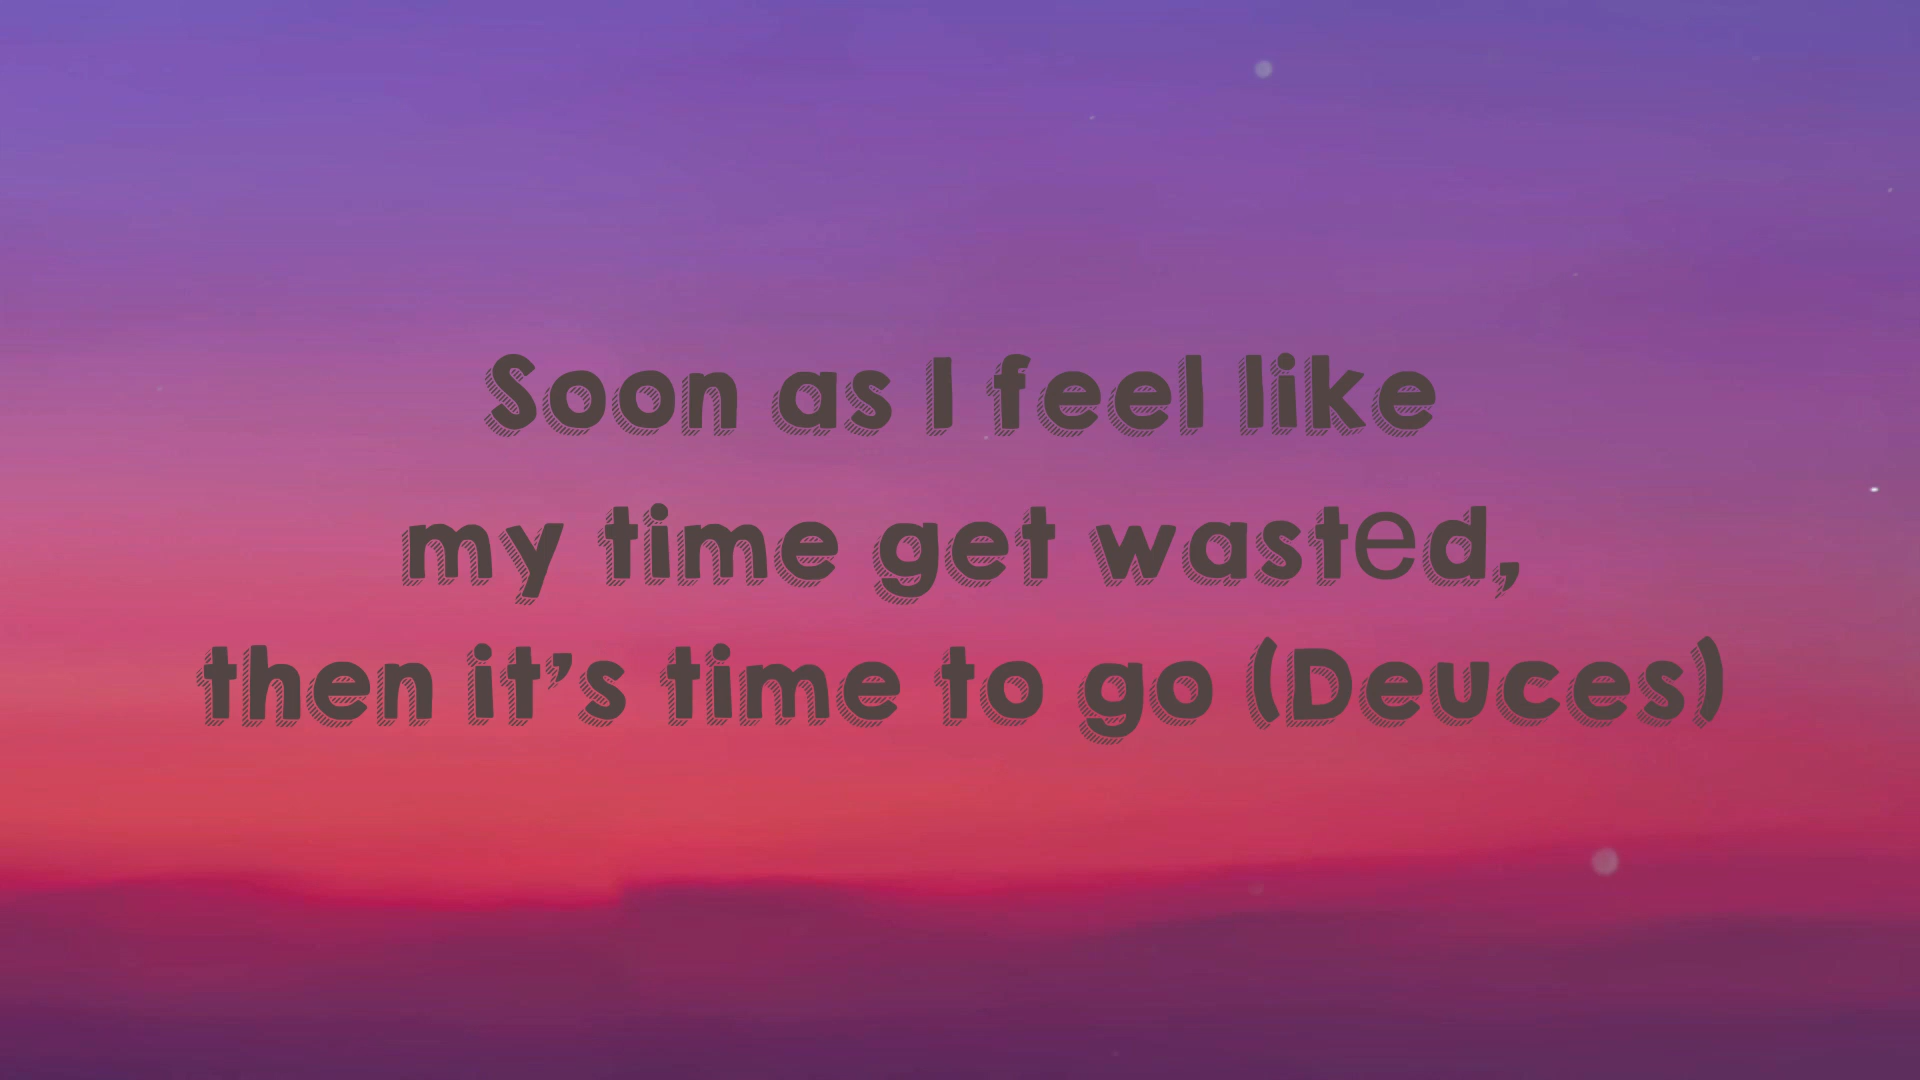 Soon as I feel like
my time get wasted,
then it's time to go (Deuces)